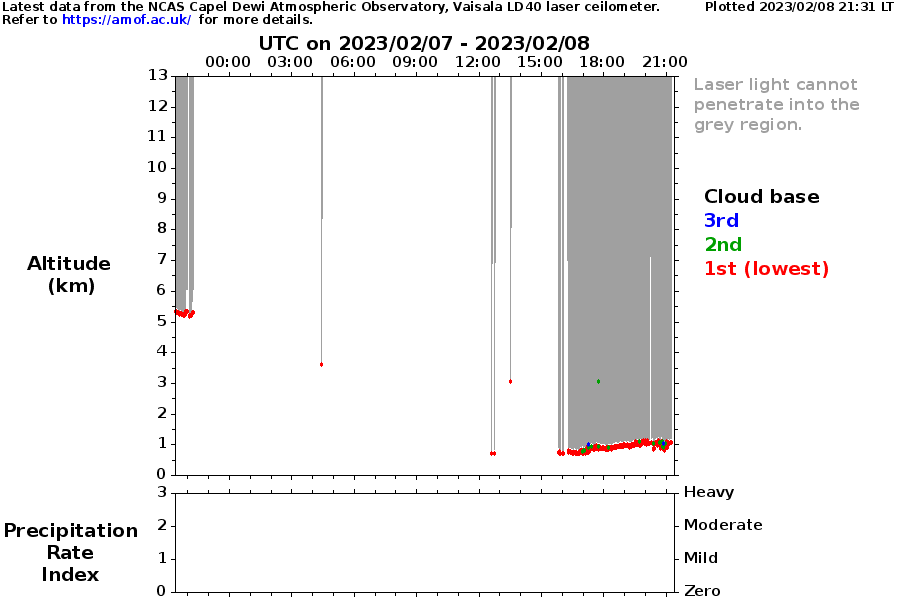 Latest data from the NCAS Capel Dewi Atmospheric Observatory, Vaisala LD40 laser ceilometer. Plotted 2023/02/08 21:31 LT
Refer to https://amof.ac.uk/ for more details.
UTC on 2023/02/07 - 2023/02/08
00:00 03:00 06:00 09:00 12:00 15:00 18:00 21:00
13
12
11
10
9
8
7
6
5
4
3
2
1
0
Altitude
(km)
Laser light cannot
penetrate into the
grey region.
Cloud base
3rd
2nd
1st (lowest)
3 Heavy
2 Moderate
1 Mild
0 Zero
Precipitation
Rate
Index